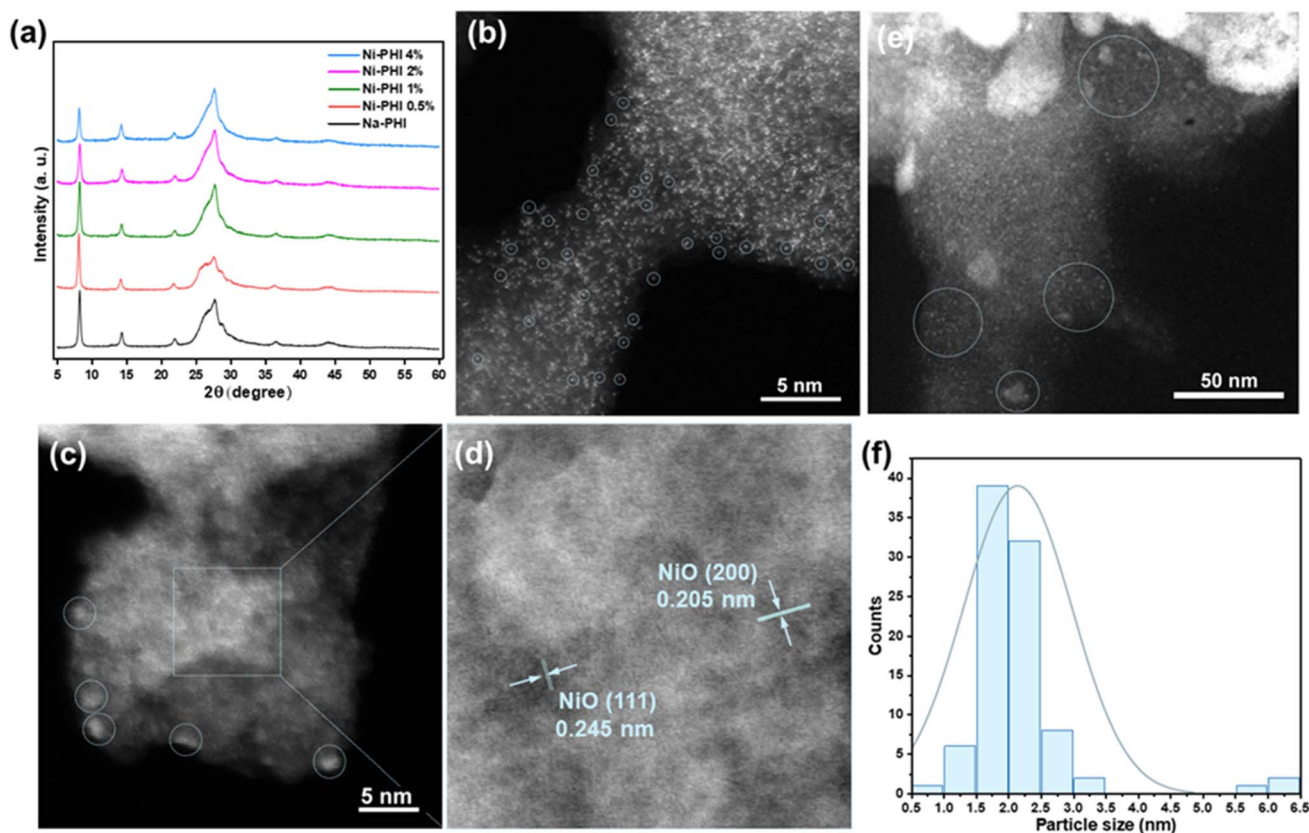 (a)
Ni-PHI 4%
Ni-PHI 2%
Ni-PHI 1%
Ni-PHI 0.5%
Na-PHI
Intensity (a. u.)
5 10 15 20 25 30 35 40 45 50 55 60
2θ (degree)
(b)
5 nm
(e)
50 nm
(c)
5 nm
(d)
NiO (200)
0.205 nm
NiO (111)
0.245 nm
(f)
40
35
30
25
20
15
10
5
0
Counts
0.5 1.0 1.5 2.0 2.5 3.0 3.5 4.0 4.5 5.0 5.5 6.0 6.5
Particle size (nm)